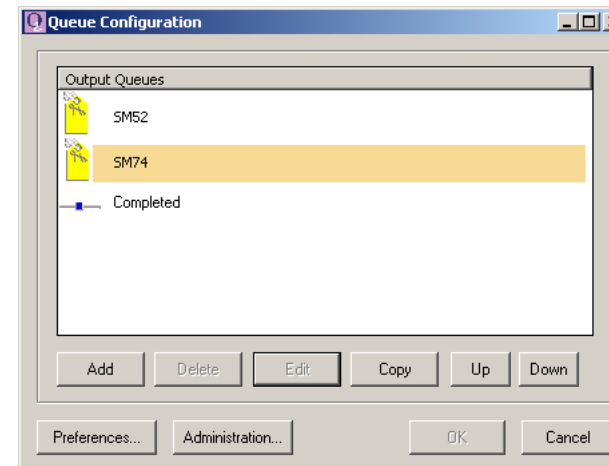 Queue Configuration
Output Queues
SM52
SM74
Completed
Add Delete Edit Copy Up Down
Preferences... Administration... OK Cancel